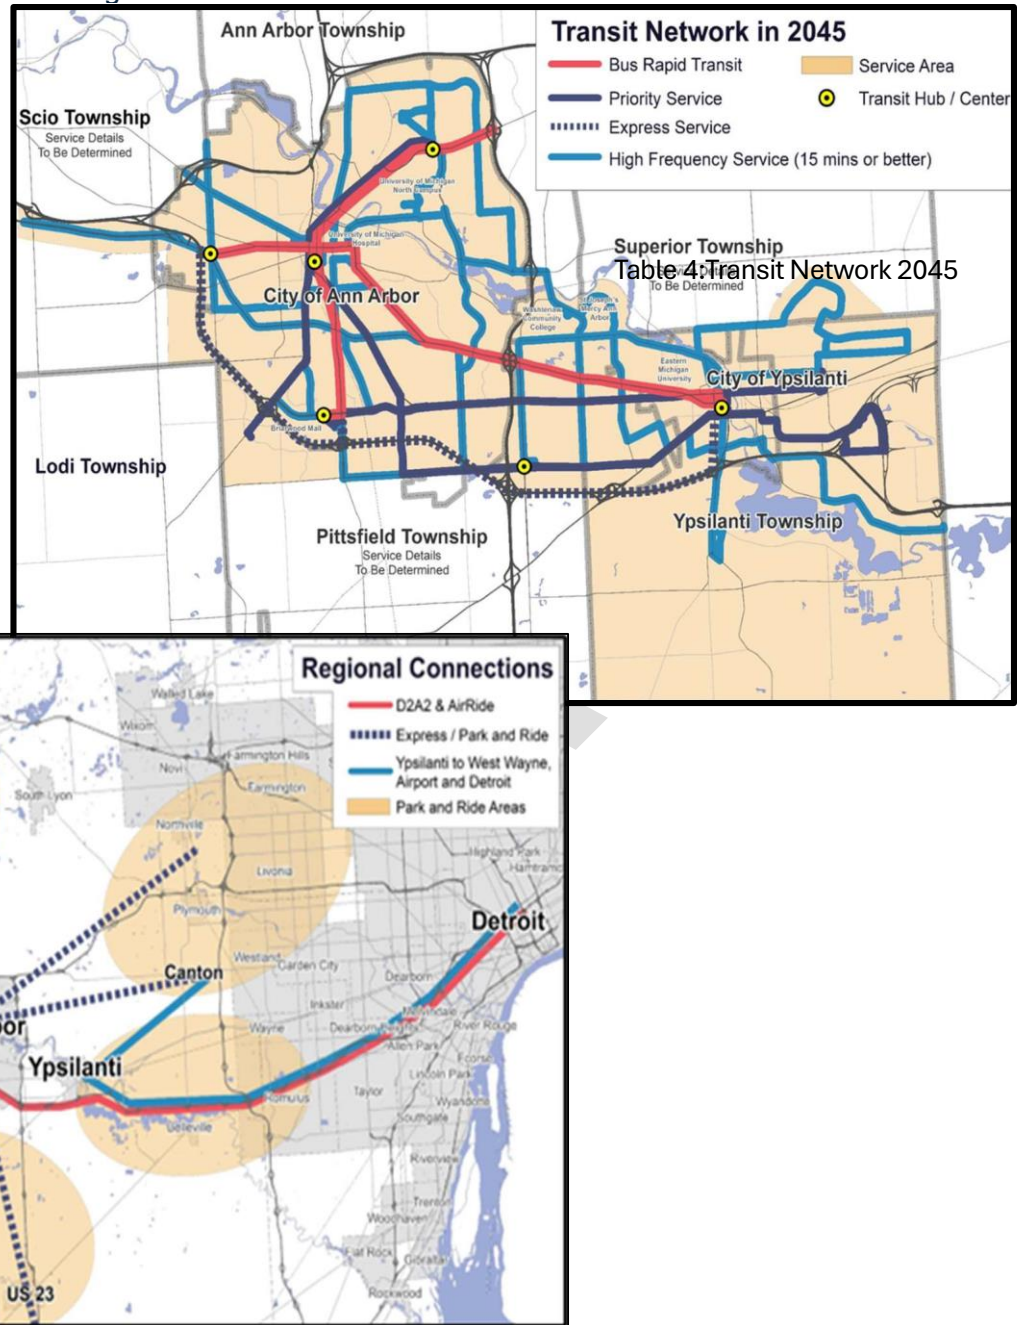 Ann Arbor Township
Transit Network in 2045
Bus Rapid Transit
Service Area
Priority Service
Transit Hub / Center
Express Service
High Frequency Service (15 mins or better)
Scio Township
Service Details
To Be Determined
University of Michigan
North Campus
University of Michigan
Hospital
Superior Township
Table 4:Transit Network 2045
To Be Determined
City of Ann Arbor
Washtenaw
Community
College
Mercy Ann
Arbor
Eastern
Michigan
University
City of Ypsilanti
Briarwood Mall
Lodi Township
Ypsilanti Township
Pittsfield Township
Service Details
To Be Determined
Regional Connections
D2A2 & AirRide
Express / Park and Ride
Ypsilanti to West Wayne,
Airport and Detroit
Park and Ride Areas
Walled Lake
Wixom
Novi
Farmington Hills
South Lyon
Farmington
Northville
Highland Park
Hamtramc
Livonia
Plymouth
Detroit
Westland
Garden City
Canton
Dearborn
Inkster
Melvindale
bor
Wayne
Dearborn Heights
River Rouge
Allen Park
Ecorse
Ypsilanti
Lincoln Park
Taylor
Romulus
Wyandotte
Southgate
Belleville
Riverview
Trenton
Woodhaven
Flat Rock
Gibraltar
US 23
Rockwood